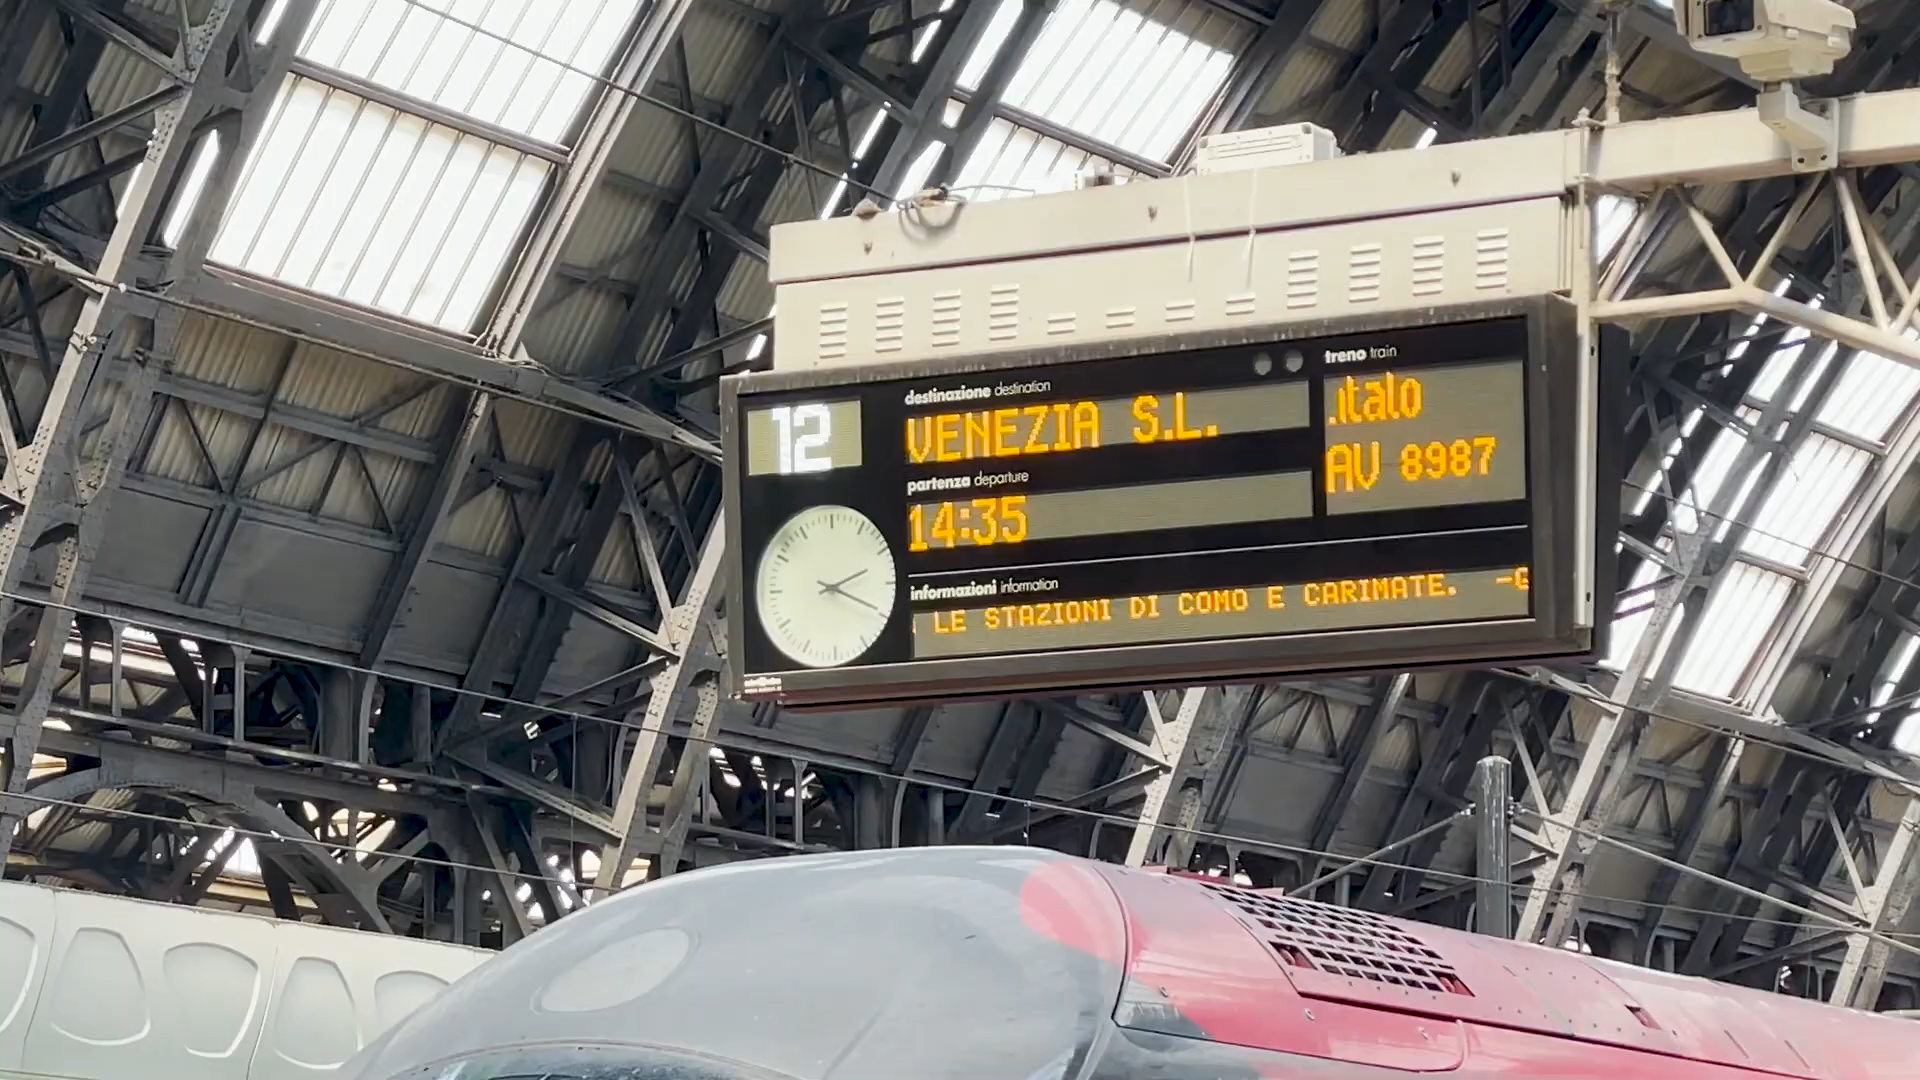 12
destinazione destination
VENEZIA S.L.
treno train
.italo
AV 8987
partenza departure
14:35
informazioni information
LE STAZIONI DI COMO E CARIMATE. -